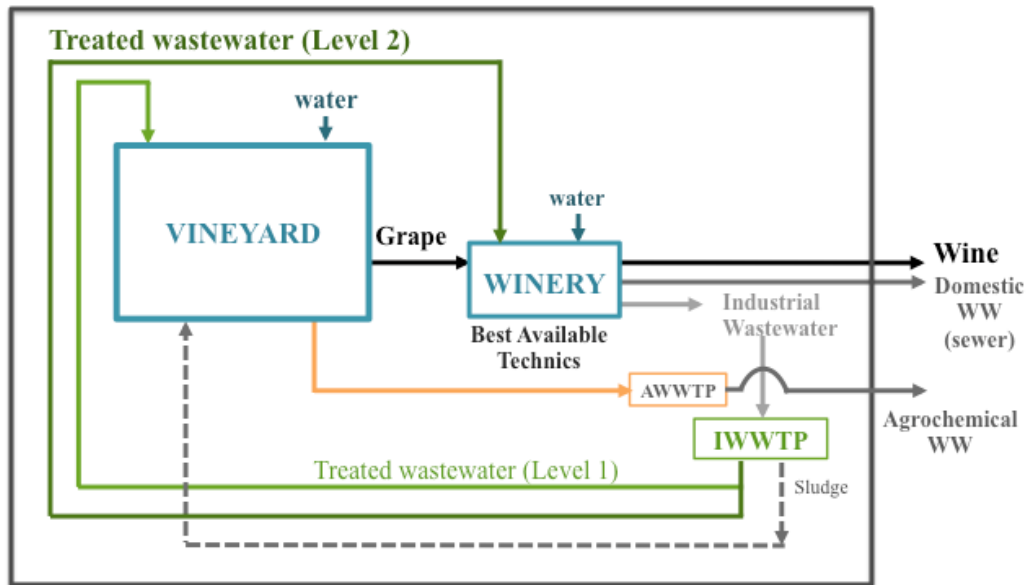 Treated wastewater (Level 2)
water
VINEYARD
Grape
water
WINERY
Best Available
Technics
Wine
Domestic
WW
(sewer)
Industrial
Wastewater
AWWTP
Agrochemical
WW
IWWTP
Treated wastewater (Level 1)
Sludge